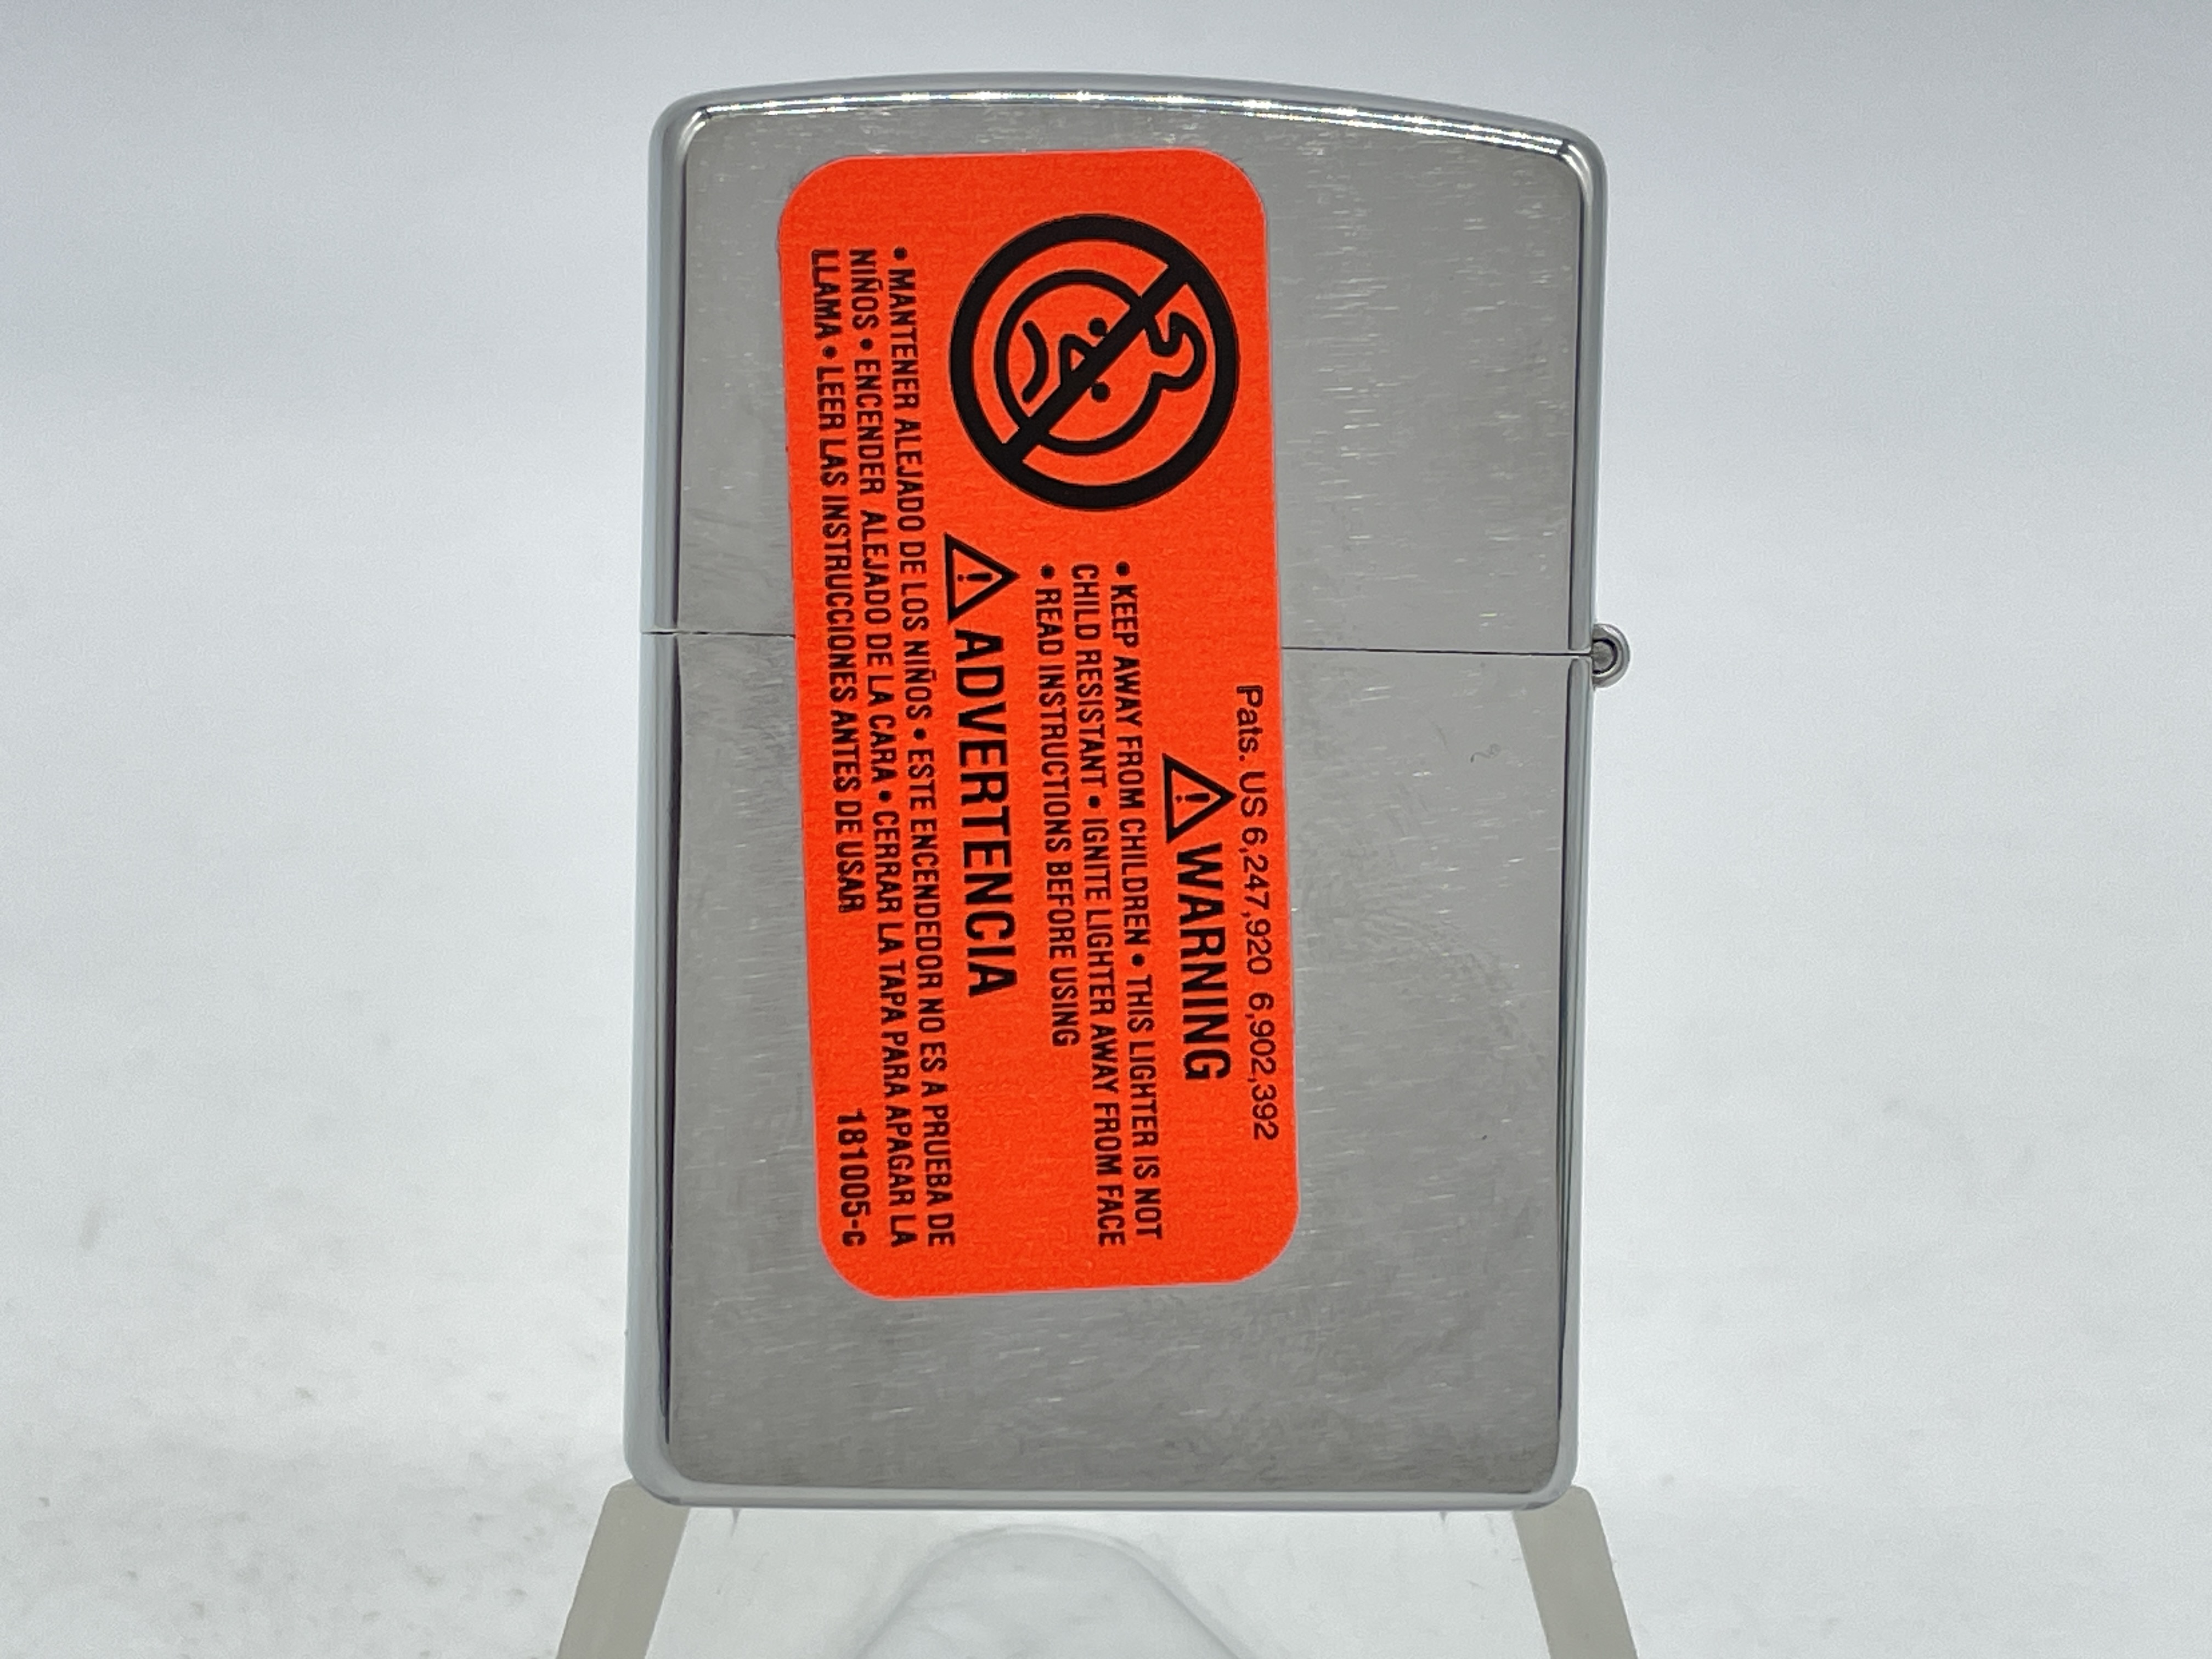 Pats. US 6,247,920 6,902,392
WARNING
• KEEP AWAY FROM CHILDREN • THIS LIGHTER IS NOT
CHILD RESISTANT • IGNITE LIGHTER AWAY FROM FACE
• READ INSTRUCTIONS BEFORE USING
ADVERTENCIA
• MANTENER ALEJADO DE LOS NIÑOS • ESTE ENCENDEDOR NO ES A PRUEBA DE
NIÑOS • ENCENDER ALEJADO DE LA CARA • CERRAR LA TAPA PARA APAGAR LA
LLAMA • LEER LAS INSTRUCCIONES ANTES DE USAR
181005-C